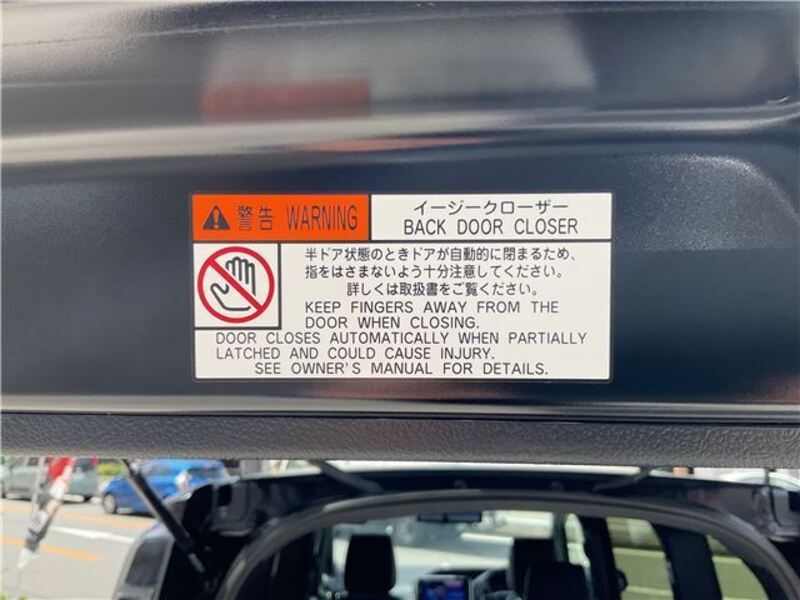 警告 WARNING
イージークローザー
BACK DOOR CLOSER
半ドア状態のときドアが自動的に閉まるため、
指をはさまないよう十分注意してください。
詳しくは取扱書をご覧ください。
KEEP FINGERS AWAY FROM THE
DOOR WHEN CLOSING.
DOOR CLOSES AUTOMATICALLY WHEN PARTIALLY
LATCHED AND COULD CAUSE INJURY.
SEE OWNER'S MANUAL FOR DETAILS.